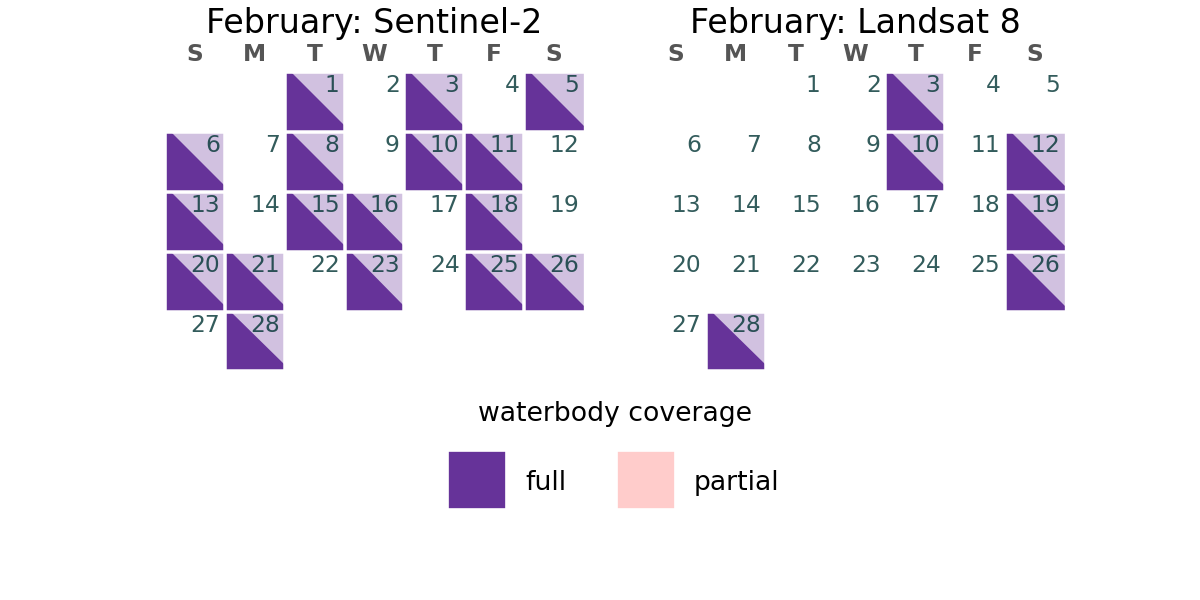 February: Sentinel-2
S M T W T F S
1 2 3 4 5
6 7 8 9 10 11 12
13 14 15 16 17 18 19
20 21 22 23 24 25 26
27 28
February: Landsat 8
S M T W T F S
1 2 3 4 5
6 7 8 9 10 11 12
13 14 15 16 17 18 19
20 21 22 23 24 25 26
27 28
waterbody coverage
full partial